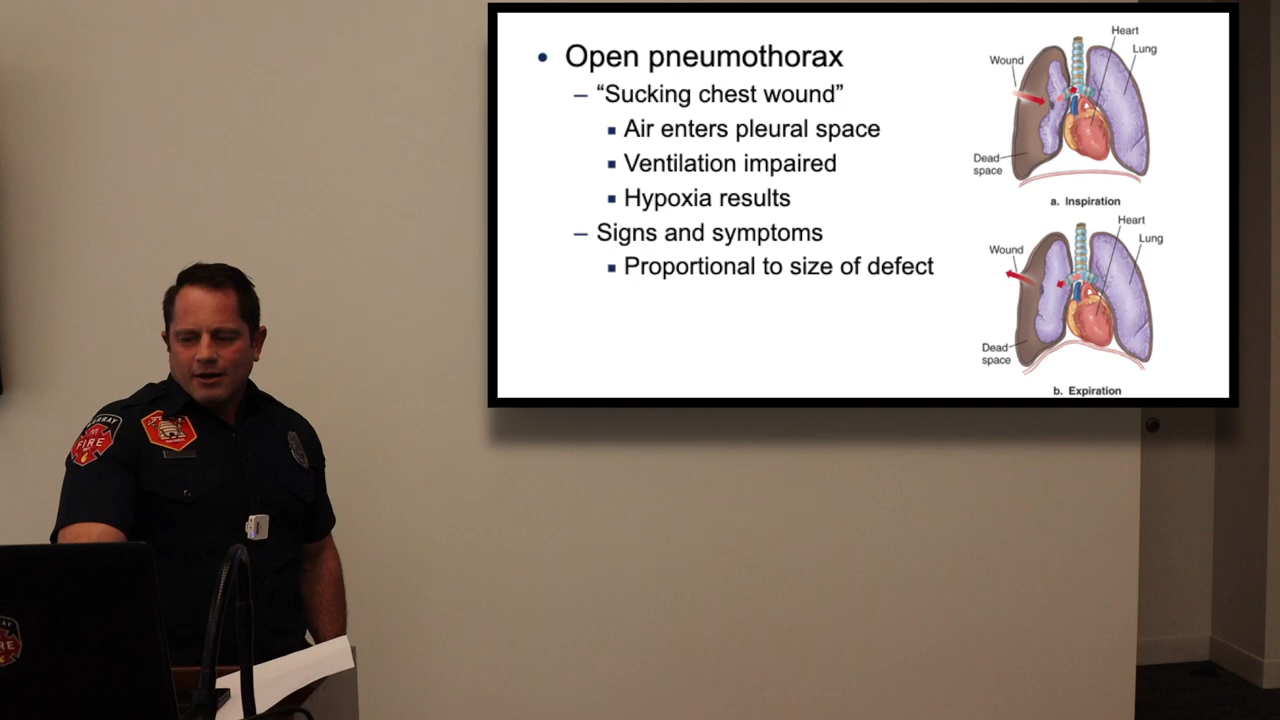 • Open pneumothorax
– “Sucking chest wound”
▪ Air enters pleural space
▪ Ventilation impaired
▪ Hypoxia results
– Signs and symptoms
▪ Proportional to size of defect
Heart
Lung
Wound
Dead
space
a. Inspiration
Heart
Lung
Wound
Dead
space
b. Expiration
FIRE